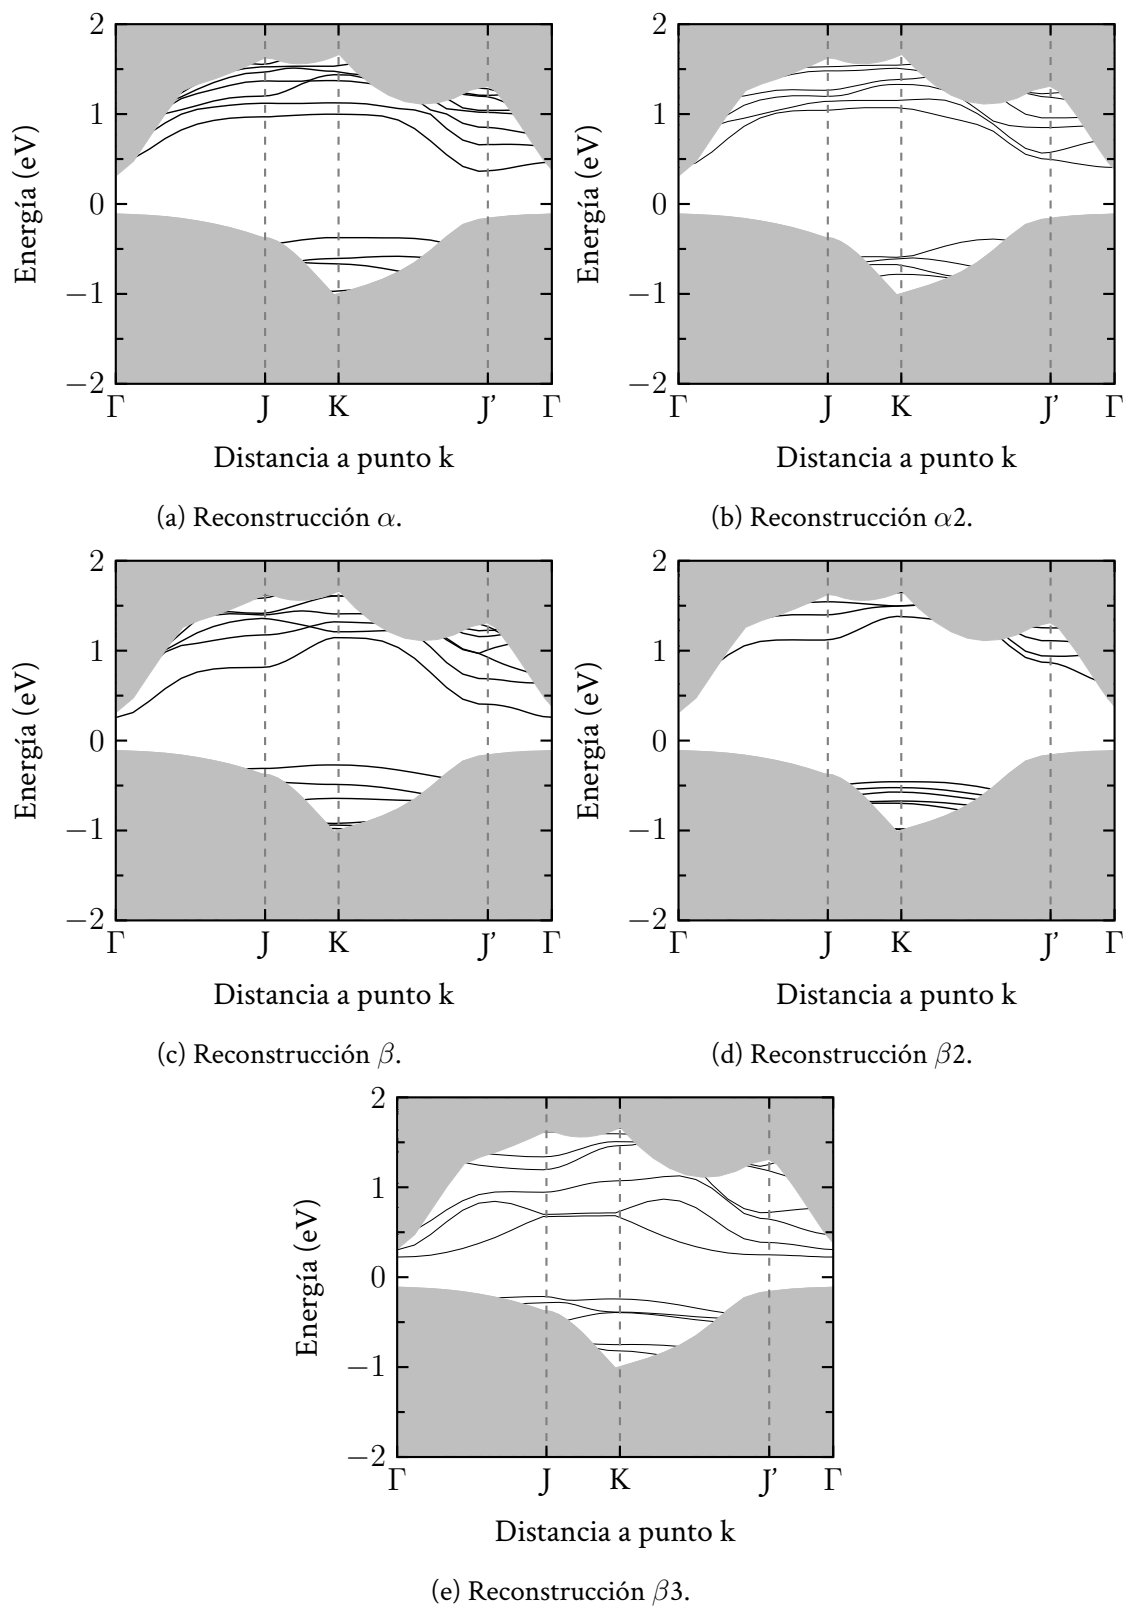 2
1
0
−1
−2
Energía (eV)
Γ J K J’ Γ
Distancia a punto k
(a) Reconstrucción α.
2
1
0
−1
−2
Energía (eV)
Γ J K J’ Γ
Distancia a punto k
(b) Reconstrucción α2.
2
1
0
−1
−2
Energía (eV)
Γ J K J’ Γ
Distancia a punto k
(c) Reconstrucción β.
2
1
0
−1
−2
Energía (eV)
Γ J K J’ Γ
Distancia a punto k
(d) Reconstrucción β2.
2
1
0
−1
−2
Energía (eV)
Γ J K J’ Γ
Distancia a punto k
(e) Reconstrucción β3.